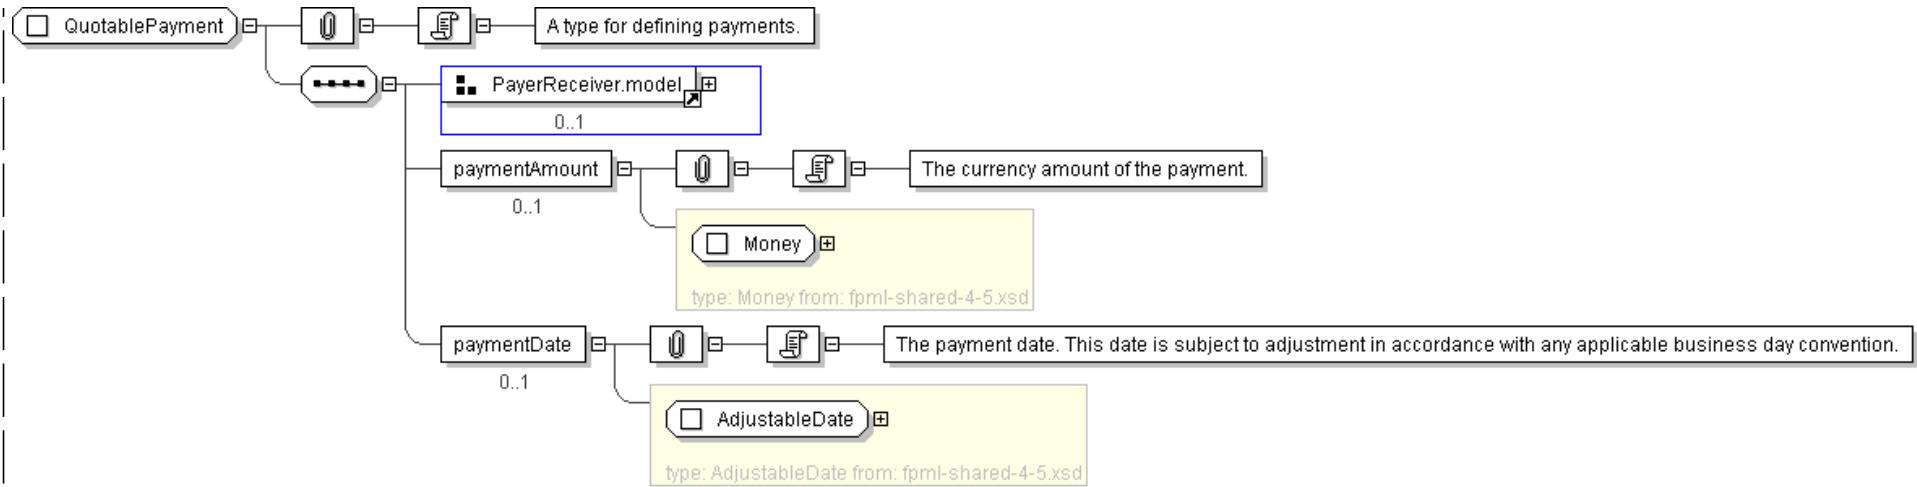 QuotablePayment
A type for defining payments.
PayerReceiver.model
0..1
paymentAmount
The currency amount of the payment.
0..1
Money
type: Money from: fpml-shared-4-5.xsd
paymentDate
The payment date. This date is subject to adjustment in accordance with any applicable business day convention.
0..1
AdjustableDate
type: AdjustableDate from: fpml-shared-4-5.xsd